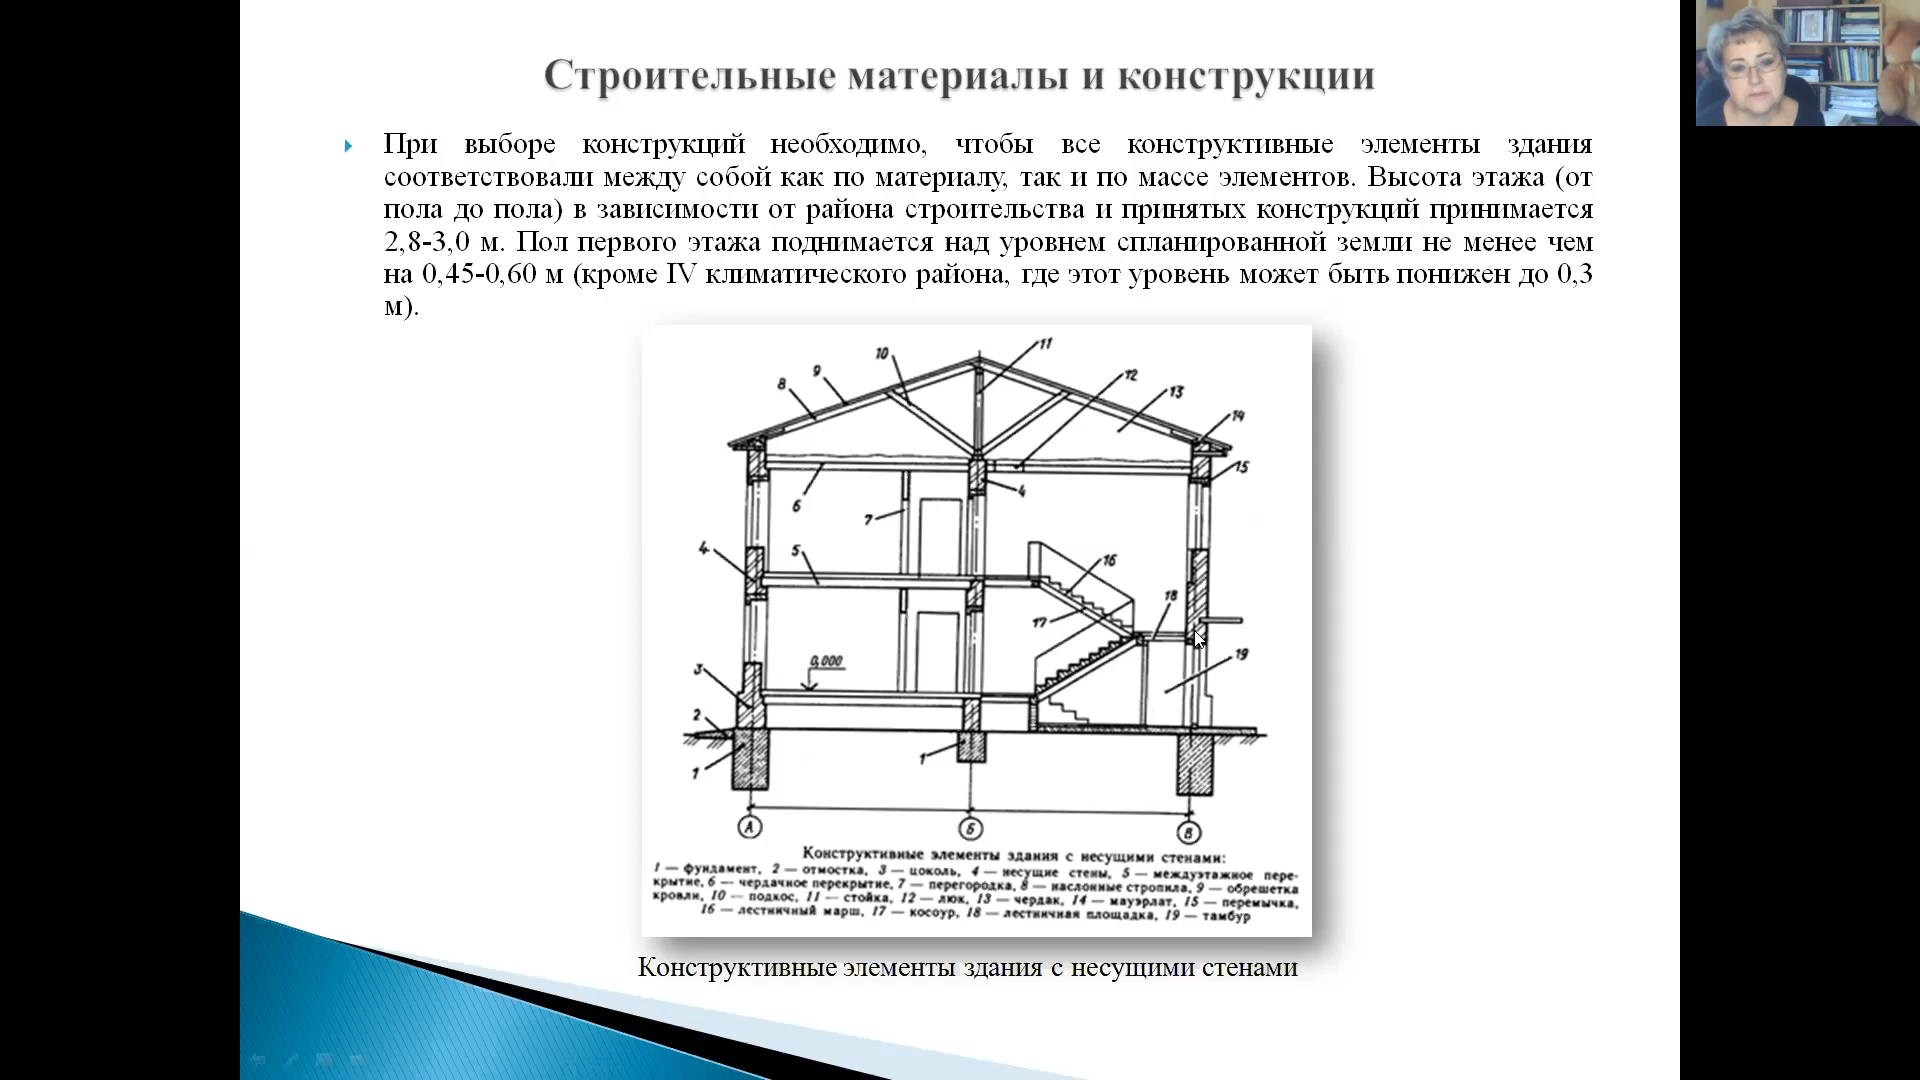 Строительные материалы и конструкции
При выборе конструкций необходимо, чтобы все конструктивные элементы здания
соответствовали между собой как по материалу, так и по массе элементов. Высота этажа (от
пола до пола) в зависимости от района строительства и принятых конструкций принимается
2,8-3,0 м. Пол первого этажа поднимается над уровнем спланированной земли не менее чем
на 0,45-0,60 м (кроме IV климатического района, где этот уровень может быть понижен до 0,3
м).
11
10
9
12
8
13
14
15
6
4
7
4
5
16
18
17
0,000
19
3
2
1
1
А
Б
В
Конструктивные элементы здания с несущими стенами:
1 — фундамент, 2 — отмостка, 3 — цоколь, 4 — несущие стены, 5 — междуэтажное пере-
крытие, 6 — чердачное перекрытие, 7 — перегородка, 8 — наслонные стропила, 9 — обрешетка
кровли, 10 — подкос, 11 — стойка, 12 — люк, 13 — чердак, 14 — мауэрлат, 15 — перемычка,
16 — лестничный марш, 17 — косоур, 18 — лестничная площадка, 19 — тамбур
Конструктивные элементы здания с несущими стенами